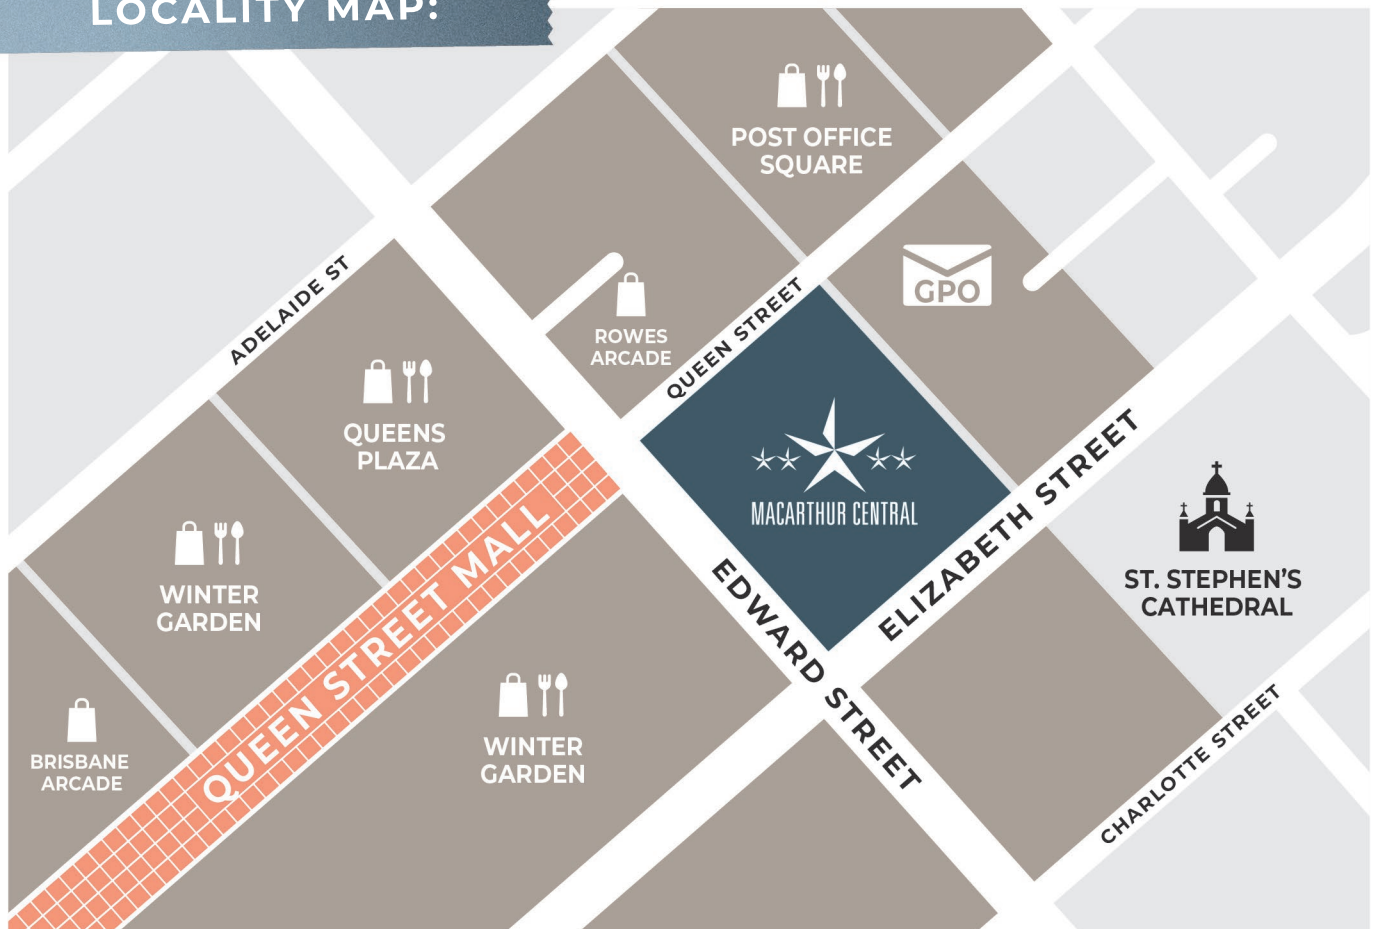 LOCALITY MAP:
POST OFFICE
SQUARE
ADELAIDE ST
GPO
QUEEN STREET
ROWES
ARCADE
QUEENS
PLAZA
MACARTHUR CENTRAL
ELIZABETH STREET
ST. STEPHEN'S
CATHEDRAL
WINTER
GARDEN
QUEEN STREET MALL
EDWARD STREET
WINTER
GARDEN
CHARLOTTE STREET
BRISBANE
ARCADE